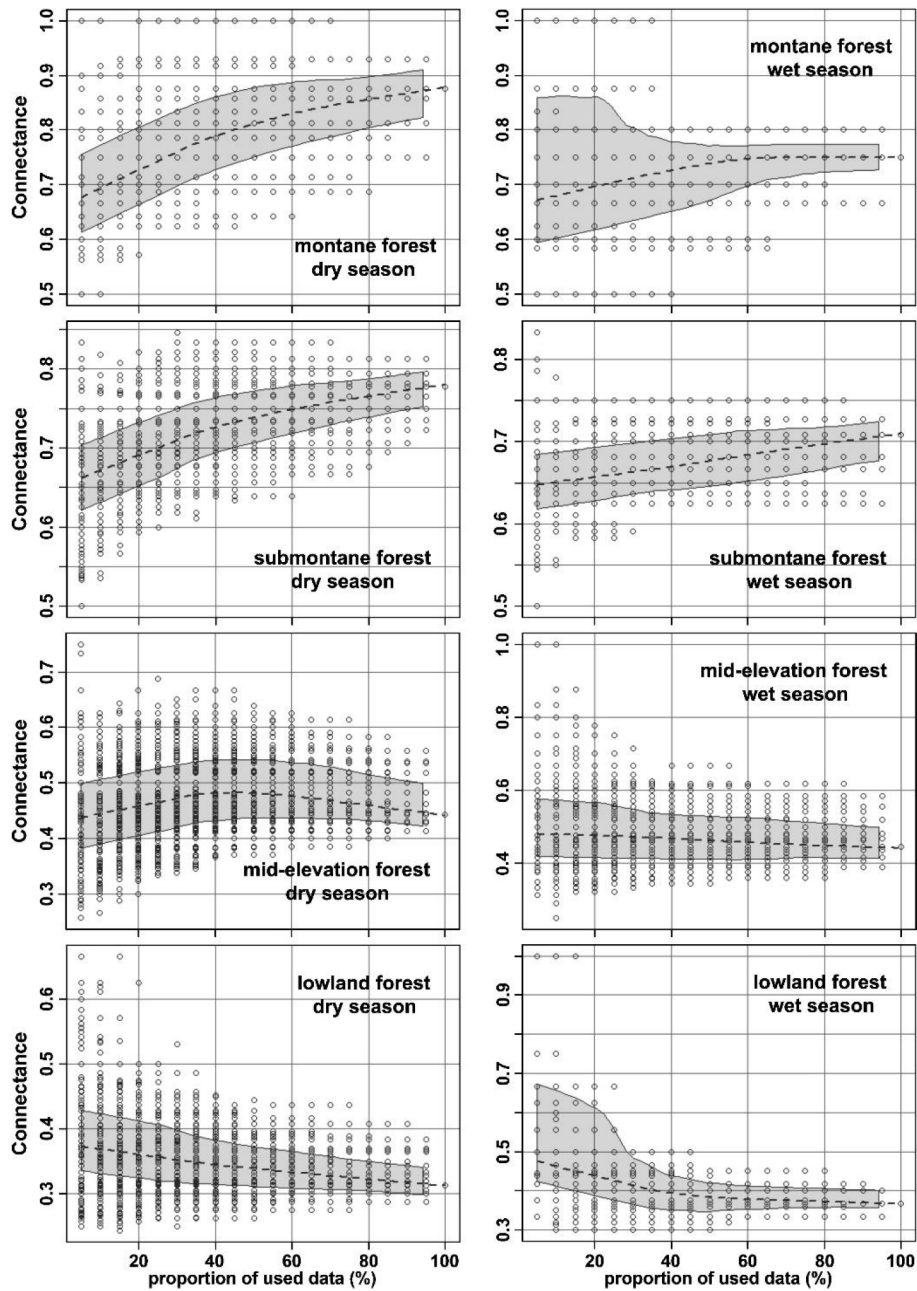 Connectance
1.0
0.9
0.8
0.7
0.6
0.5
montane forest
dry season
1.0
0.9
0.8
0.7
0.6
0.5
montane forest
wet season
Connectance
0.8
0.7
0.6
0.5
submontane forest
dry season
0.8
0.7
0.6
0.5
submontane forest
wet season
Connectance
0.7
0.6
0.5
0.4
0.3
mid-elevation forest
dry season
1.0
0.8
0.6
0.4
mid-elevation forest
wet season
Connectance
0.6
0.5
0.4
0.3
lowland forest
dry season
20 40 60 80 100
proportion of used data (%)
0.9
0.7
0.5
0.3
lowland forest
wet season
20 40 60 80 100
proportion of used data (%)